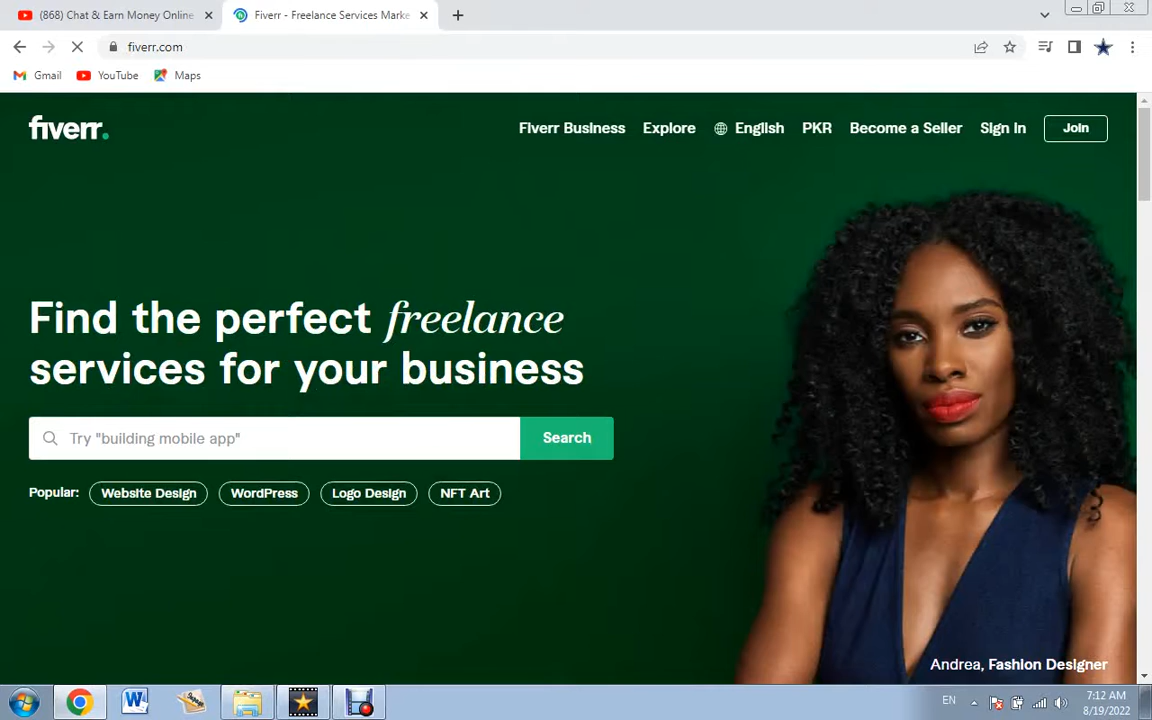 (868) Chat & Earn Money Online
Fiverr - Freelance Services Marke
fiverr.com
Gmail
YouTube
Maps
fiverr.
Fiverr Business
Explore
English
PKR
Become a Seller
Sign In
Join
Find the perfect freelance
services for your business
Try "building mobile app"
Search
Popular:
Website Design
WordPress
Logo Design
NFT Art
Andrea, Fashion Designer
EN
7:12 AM
8/19/2022